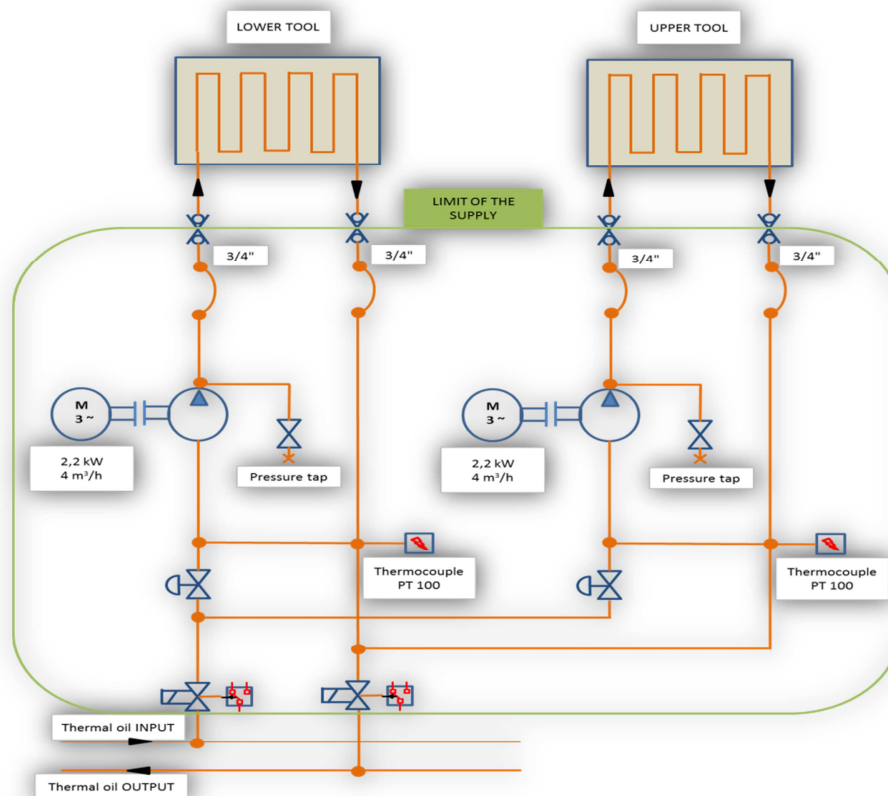 LOWER TOOL
UPPER TOOL
LIMIT OF THE
SUPPLY
3/4"
3/4"
3/4"
3/4"
M
3 ~
2,2 kW
4 m³/h
Pressure tap
M
3 ~
2,2 kW
4 m³/h
Pressure tap
Thermocouple
PT 100
Thermocouple
PT 100
Thermal oil INPUT
Thermal oil OUTPUT